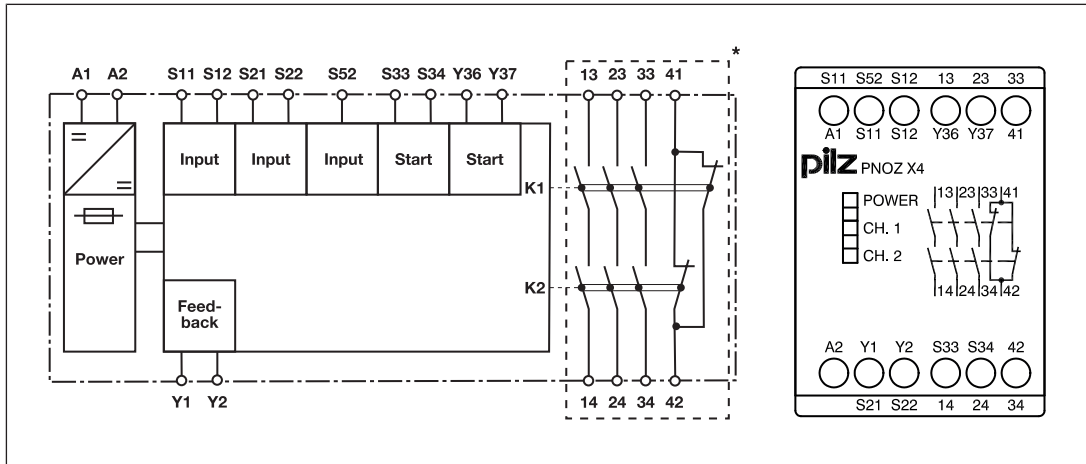 *
A1 A2 S11 S12 S21 S22 S52 S33 S34 Y36 Y37 13 23 33 41
=
=
Input Input Input Start Start
K1
Power
K2
Feed-
back
Y1 Y2 14 24 34 42
S11 S52 S12 13 23 33
A1 S11 S12 Y36 Y37 41
pilz PNOZ X4
POWER
CH. 1
CH. 2
13 23 33 41
14 24 34 42
A2 Y1 Y2 S33 S34 42
S21 S22 14 24 34